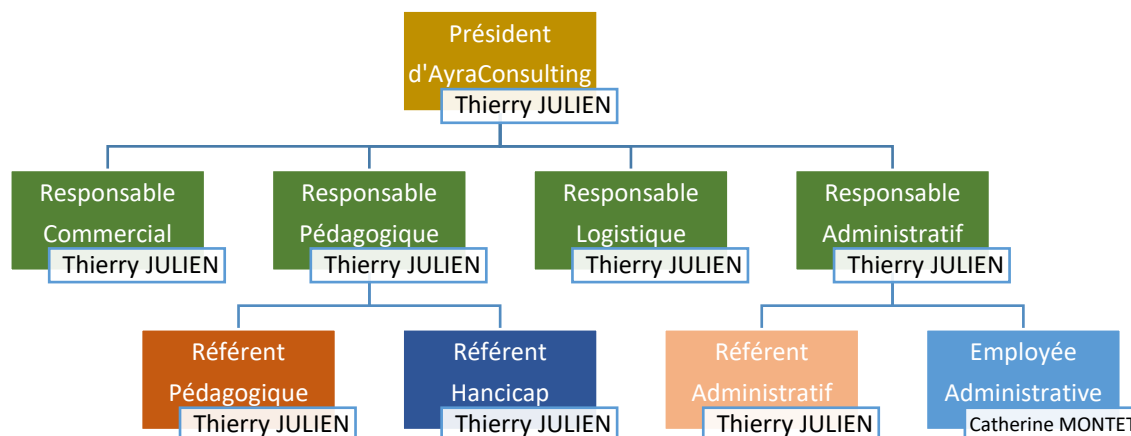 Président
d'AyraConsulting
Thierry JULIEN
Responsable
Commercial
Thierry JULIEN
Responsable
Pédagogique
Thierry JULIEN
Responsable
Logistique
Thierry JULIEN
Responsable
Administratif
Thierry JULIEN
Référent
Pédagogique
Thierry JULIEN
Référent
Hancicap
Thierry JULIEN
Référent
Administratif
Thierry JULIEN
Employée
Administrative
Catherine MONTET